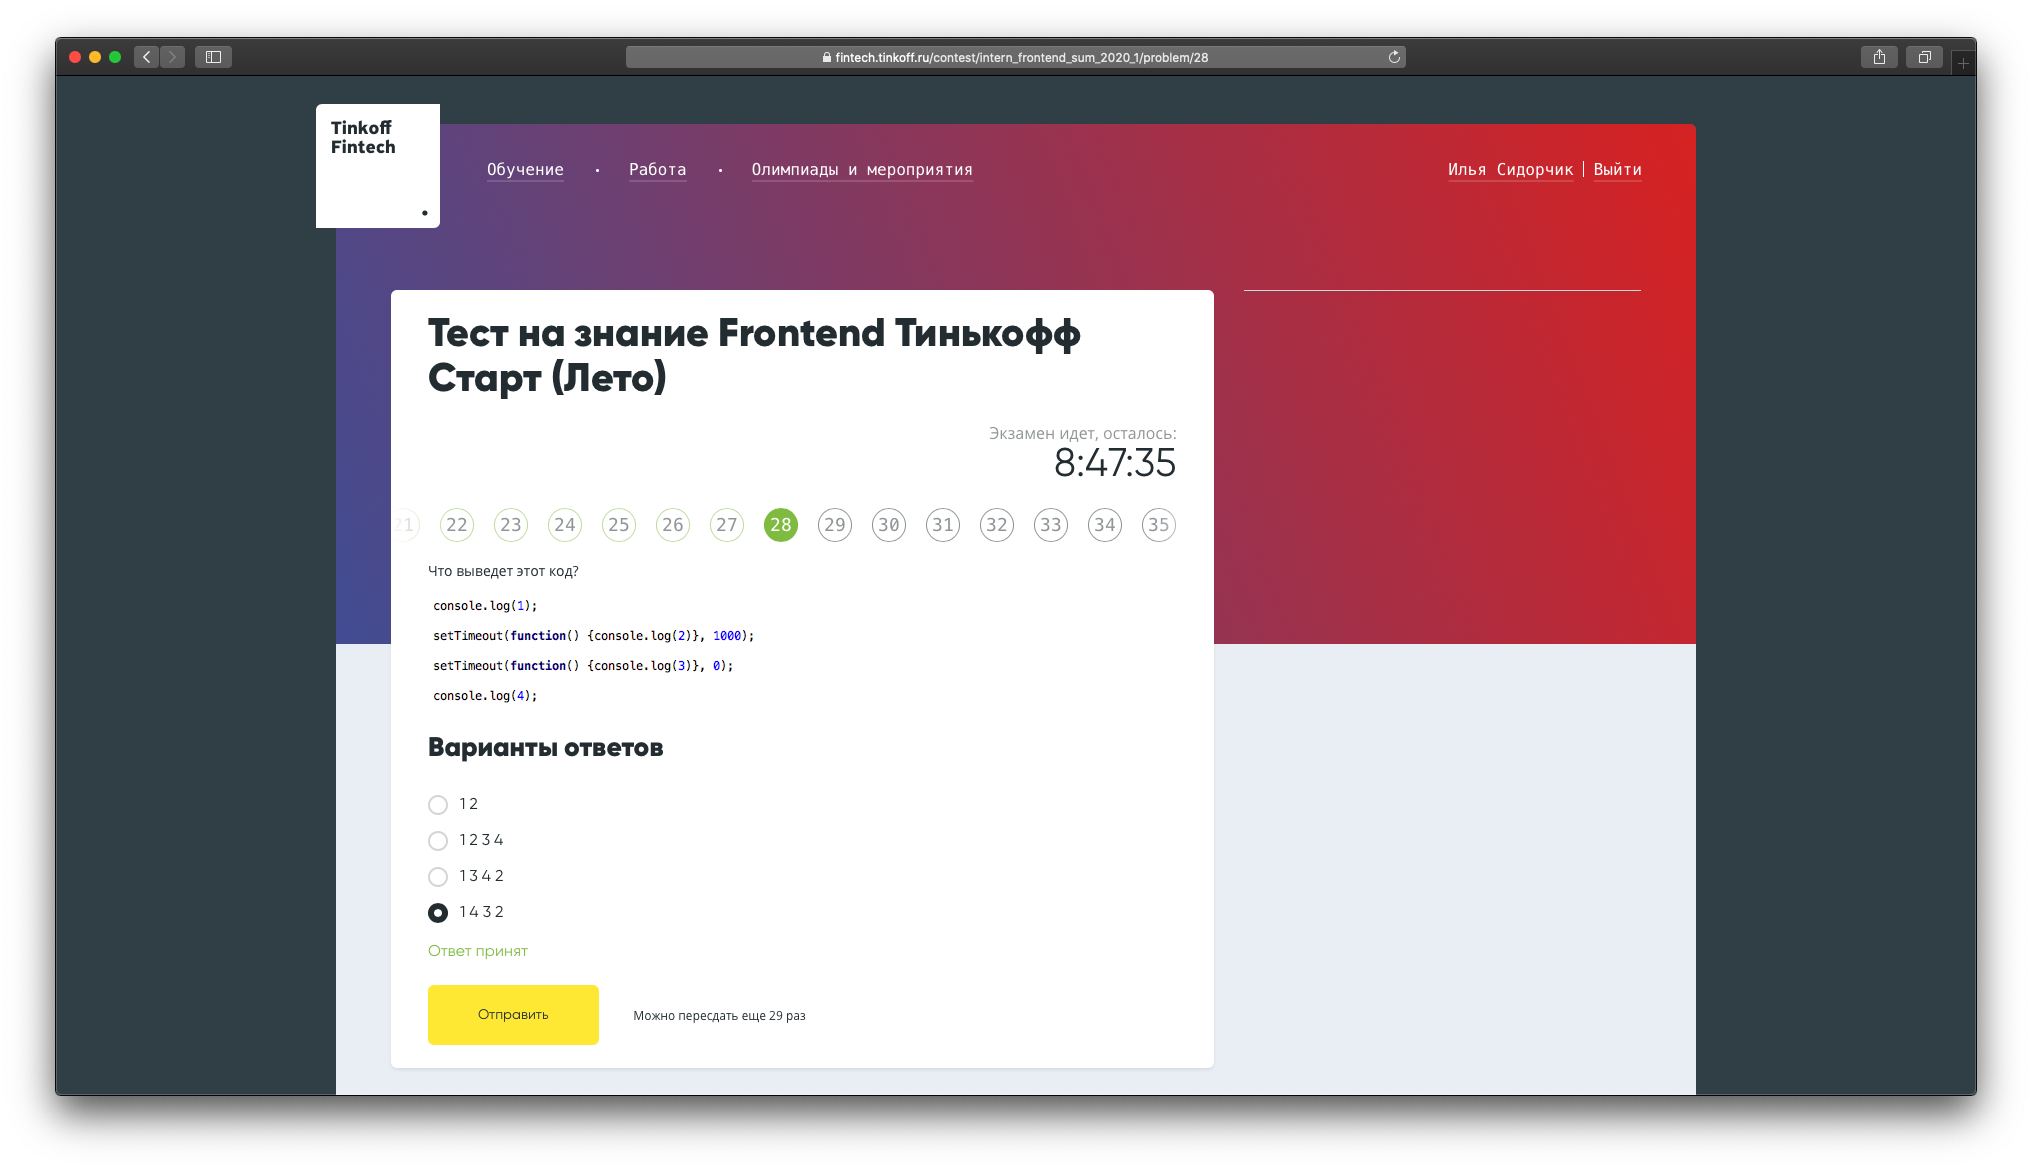 fintech.tinkoff.ru/contest/intern_frontend_sum_2020_1/problem/28
Tinkoff
Fintech
Обучение · Работа · Олимпиады и мероприятия
Илья Сидорчик | Выйти
Тест на знание Frontend Тинькофф
Старт (Лето)
Экзамен идет, осталось:
8:47:35
21 22 23 24 25 26 27 28 29 30 31 32 33 34 35
Что выведет этот код?
console.log(1);
setTimeout(function() {console.log(2)}, 1000);
setTimeout(function() {console.log(3)}, 0);
console.log(4);
Варианты ответов
1 2
1 2 3 4
1 3 4 2
1 4 3 2
Ответ принят
Отправить
Можно пересдать еще 29 раз